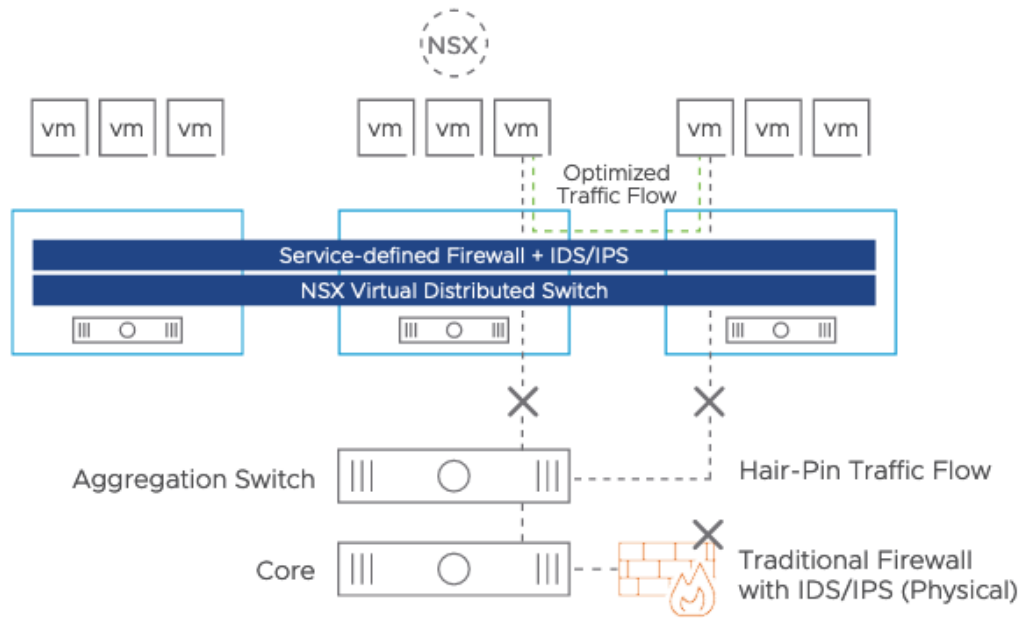 NSX
vm vm vm vm vm vm vm vm vm
Optimized
Traffic Flow
Service-defined Firewall + IDS/IPS
NSX Virtual Distributed Switch
Aggregation Switch
Hair-Pin Traffic Flow
Core
Traditional Firewall
with IDS/IPS (Physical)